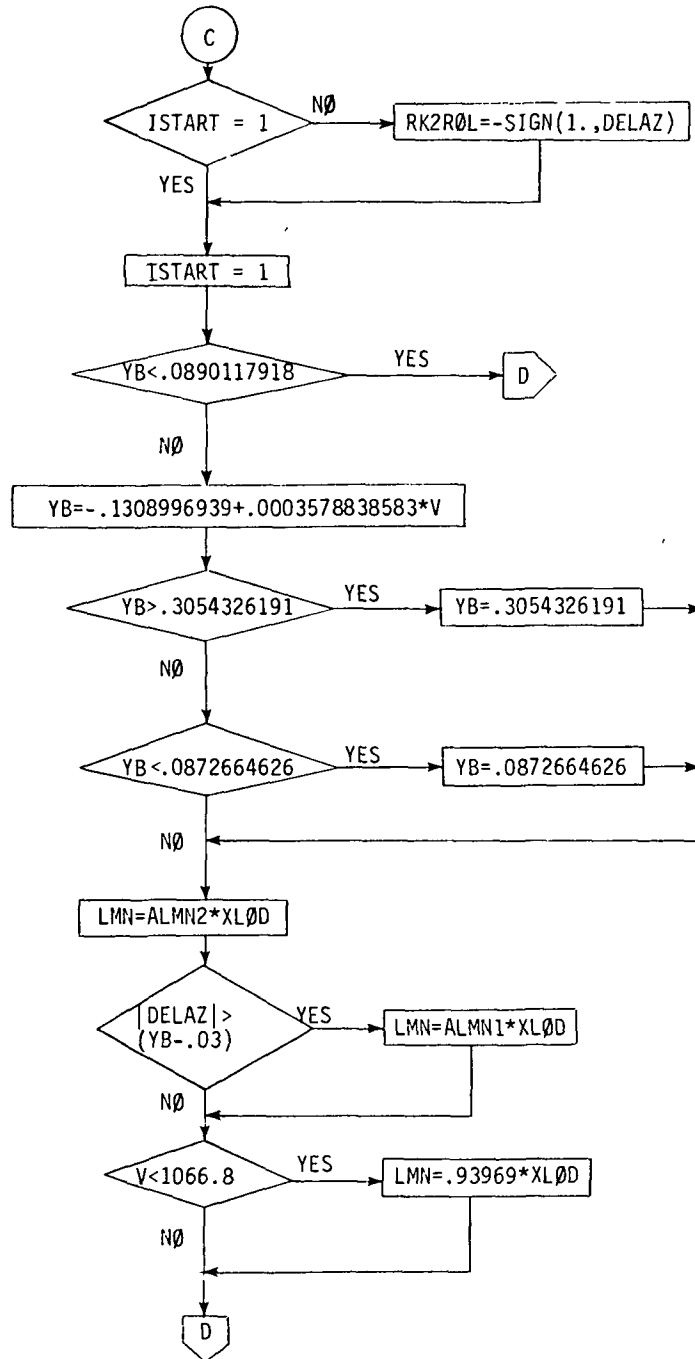 C
ISTART = 1
NØ
RK2RØL=-SIGN(1.,DELAZ)
YES
ISTART = 1
YB<.0890117918
YES
D
NØ
YB=-.1308996939+.0003578838583*V
YB>.3054326191
YES
YB=.3054326191
NØ
YB<.0872664626
YES
YB=.0872664626
NØ
LMN=ALMN2*XLØD
|DELAZ|>
(YB-.03)
YES
LMN=ALMN1*XLØD
NØ
V<1066.8
YES
LMN=.93969*XLØD
NØ
D